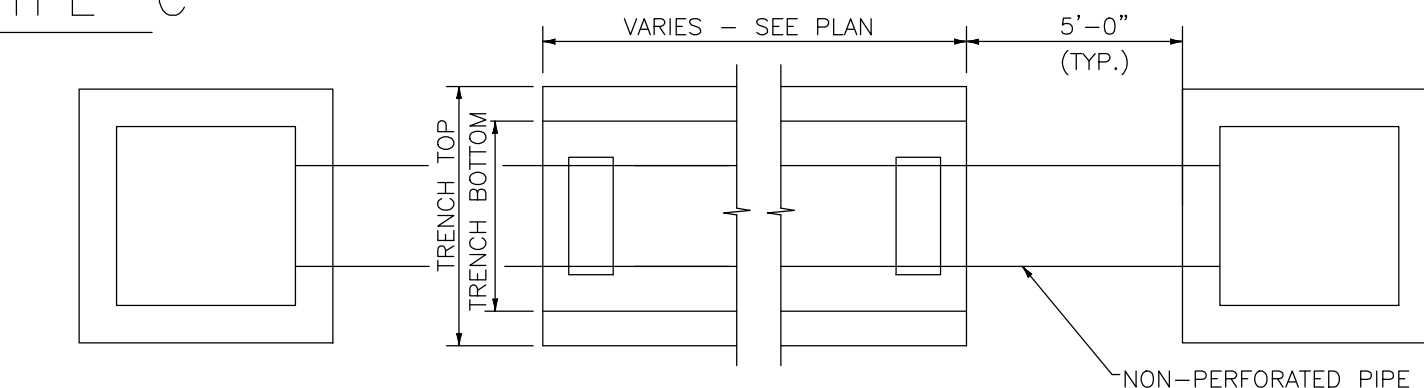 VARIES – SEE PLAN
5'-0"
(TYP.)
TRENCH TOP
TRENCH BOTTOM
NON-PERFORATED PIPE